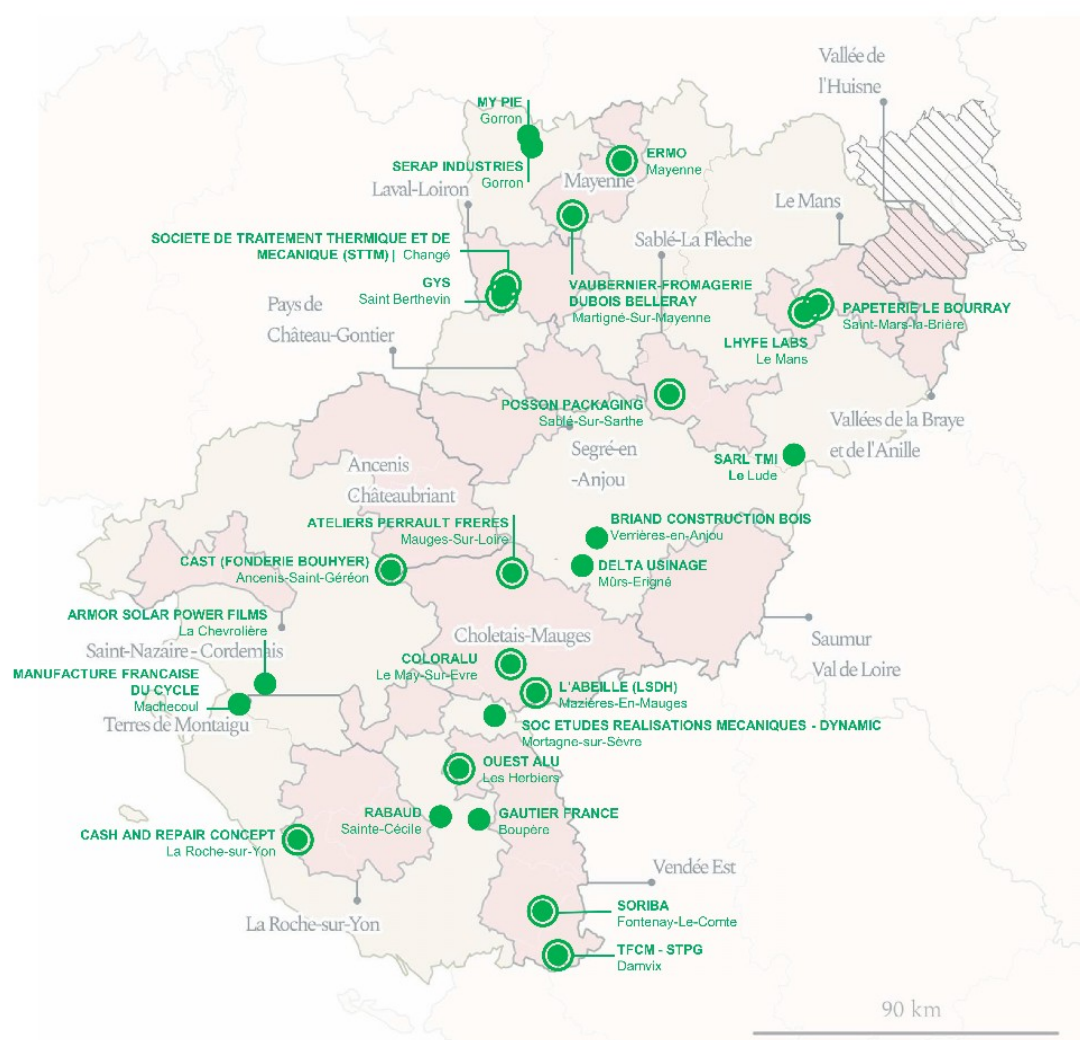 Vallée de
l'Huisne
MY PIE
Gorron
SERAP INDUSTRIES
Gorron
ERMO
Mayenne
Mayenne
Laval-Loiron
Le Mans
Sablé-La Flèche
SOCIETE DE TRAITEMENT THERMIQUE ET DE
MECANIQUE (STTM) | Changé
GYS
Saint Berthevin
VAUBERNIER-FROMAGERIE
DUBOIS BELLERAY
Martigné-Sur-Mayenne
Pays de
Château-Gontier
PAPETERIE LE BOURRAY
Saint-Mars-la-Brière
LHYFE LABS
Le Mans
POSSON PACKAGING
Sablé-Sur-Sarthe
Vallées de la Braye
et de l'Anille
Segré-en
-Anjou
SARL TMI
Le Lude
Ancenis
Châteaubriant
ATELIERS PERRAULT FRERES
Mauges-Sur-Loire
BRIAND CONSTRUCTION BOIS
Verrières-en-Anjou
CAST (FONDERIE BOUHYER)
Ancenis-Saint-Géréon
DELTA USINAGE
Mûrs-Erigné
ARMOR SOLAR POWER FILMS
La Chevrolière
Saint-Nazaire - Cordemais
Choletais-Mauges
Saumur
Val de Loire
MANUFACTURE FRANCAISE
DU CYCLE
Machecoul
COLORALU
Le May-Sur-Evre
L'ABEILLE (LSDH)
Mazières-En-Mauges
Terres de Montaigu
SOC ETUDES REALISATIONS MECANIQUES - DYNAMIC
Mortagne-sur-Sèvre
OUEST ALU
Les Herbiers
RABAUD
Sainte-Cécile
GAUTIER FRANCE
Boupère
CASH AND REPAIR CONCEPT
La Roche-sur-Yon
Vendée Est
La Roche-sur-Yon
SORIBA
Fontenay-Le-Comte
TFCM - STPG
Damvix
90 km